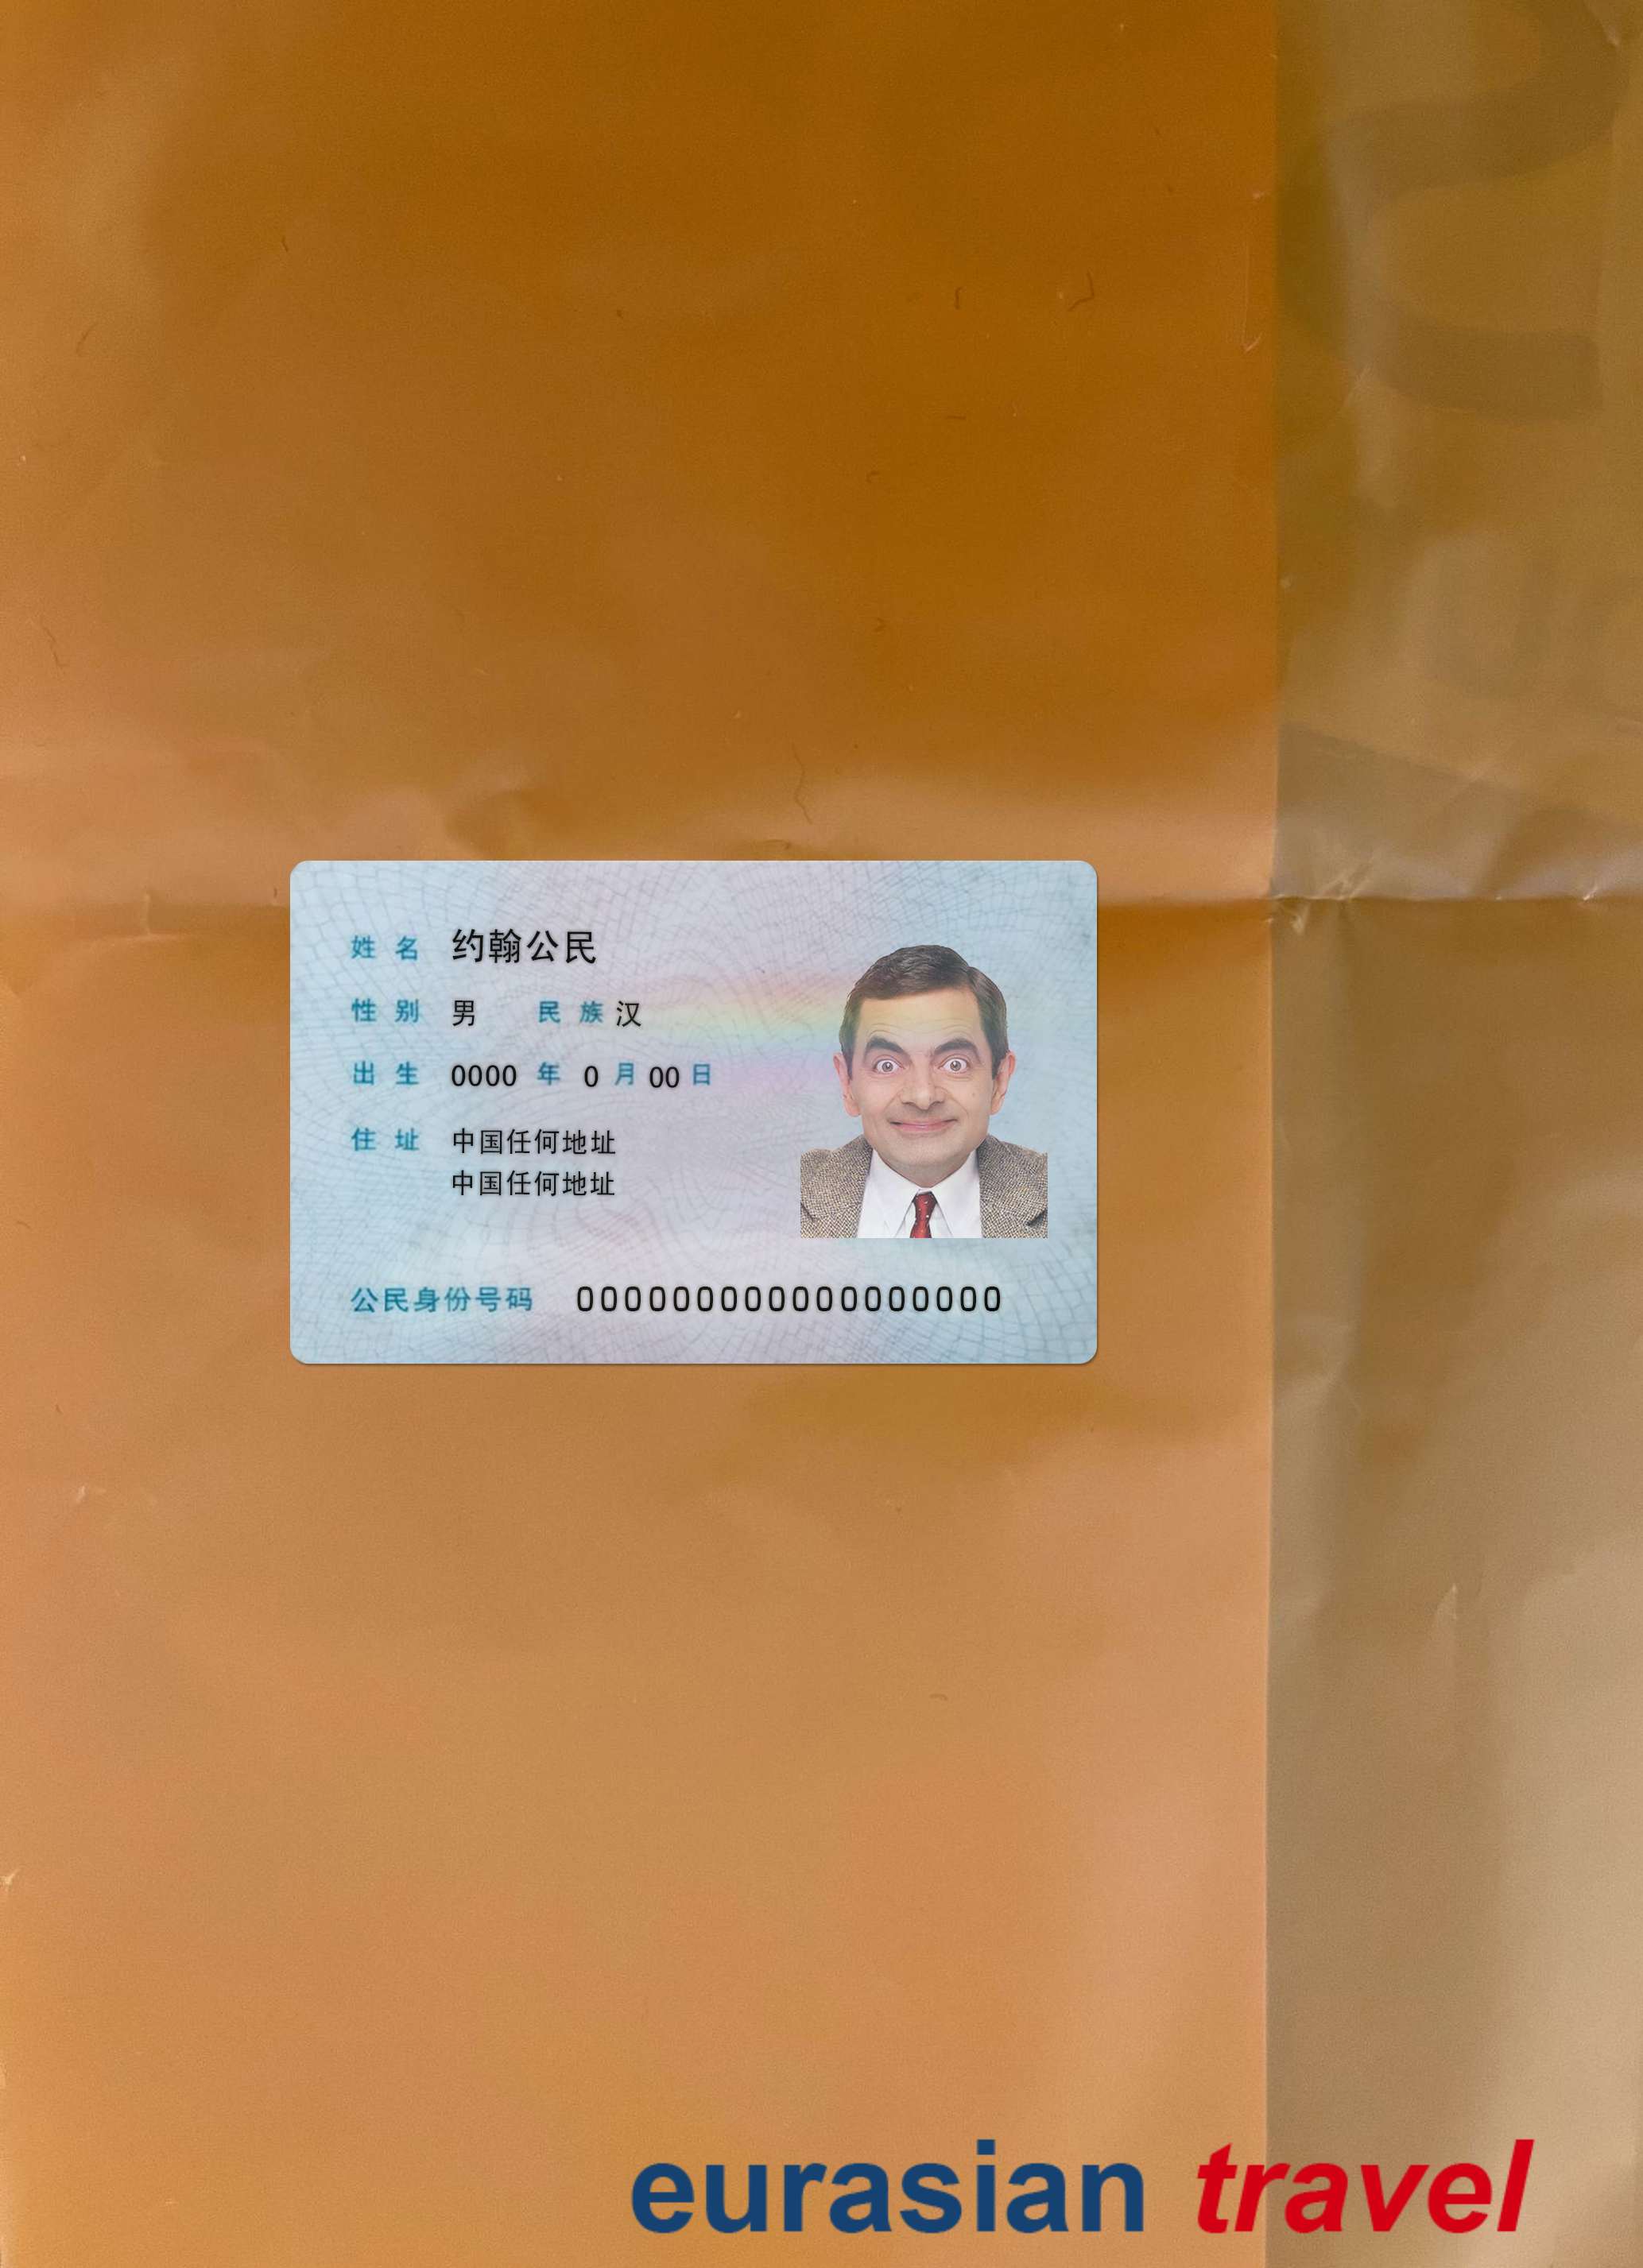 姓名 约翰公民
性别 男 民族 汉
出生 0000 年 0 月 00 日
住址 中国任何地址
中国任何地址
公民身份号码 000000000000000000
eurasian travel